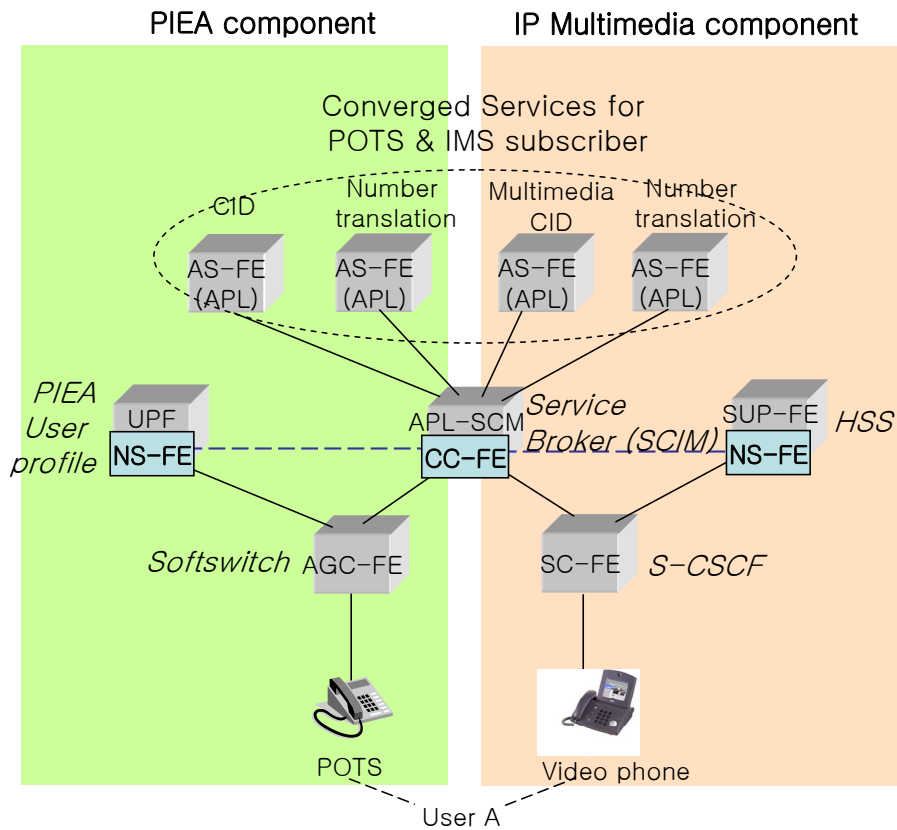 PIEA component
IP Multimedia component
Converged Services for
POTS & IMS subscriber
CID
Number
translation
Multimedia
CID
Number
translation
AS-FE
(APL)
AS-FE
(APL)
AS-FE
(APL)
AS-FE
(APL)
PIEA
User
profile
UPF
NS-FE
APL-SCM
CC-FE
Service
Broker (SCIM)
SUP-FE
NS-FE
HSS
Softswitch
AGC-FE
SC-FE
S-CSCF
POTS
Video phone
User A